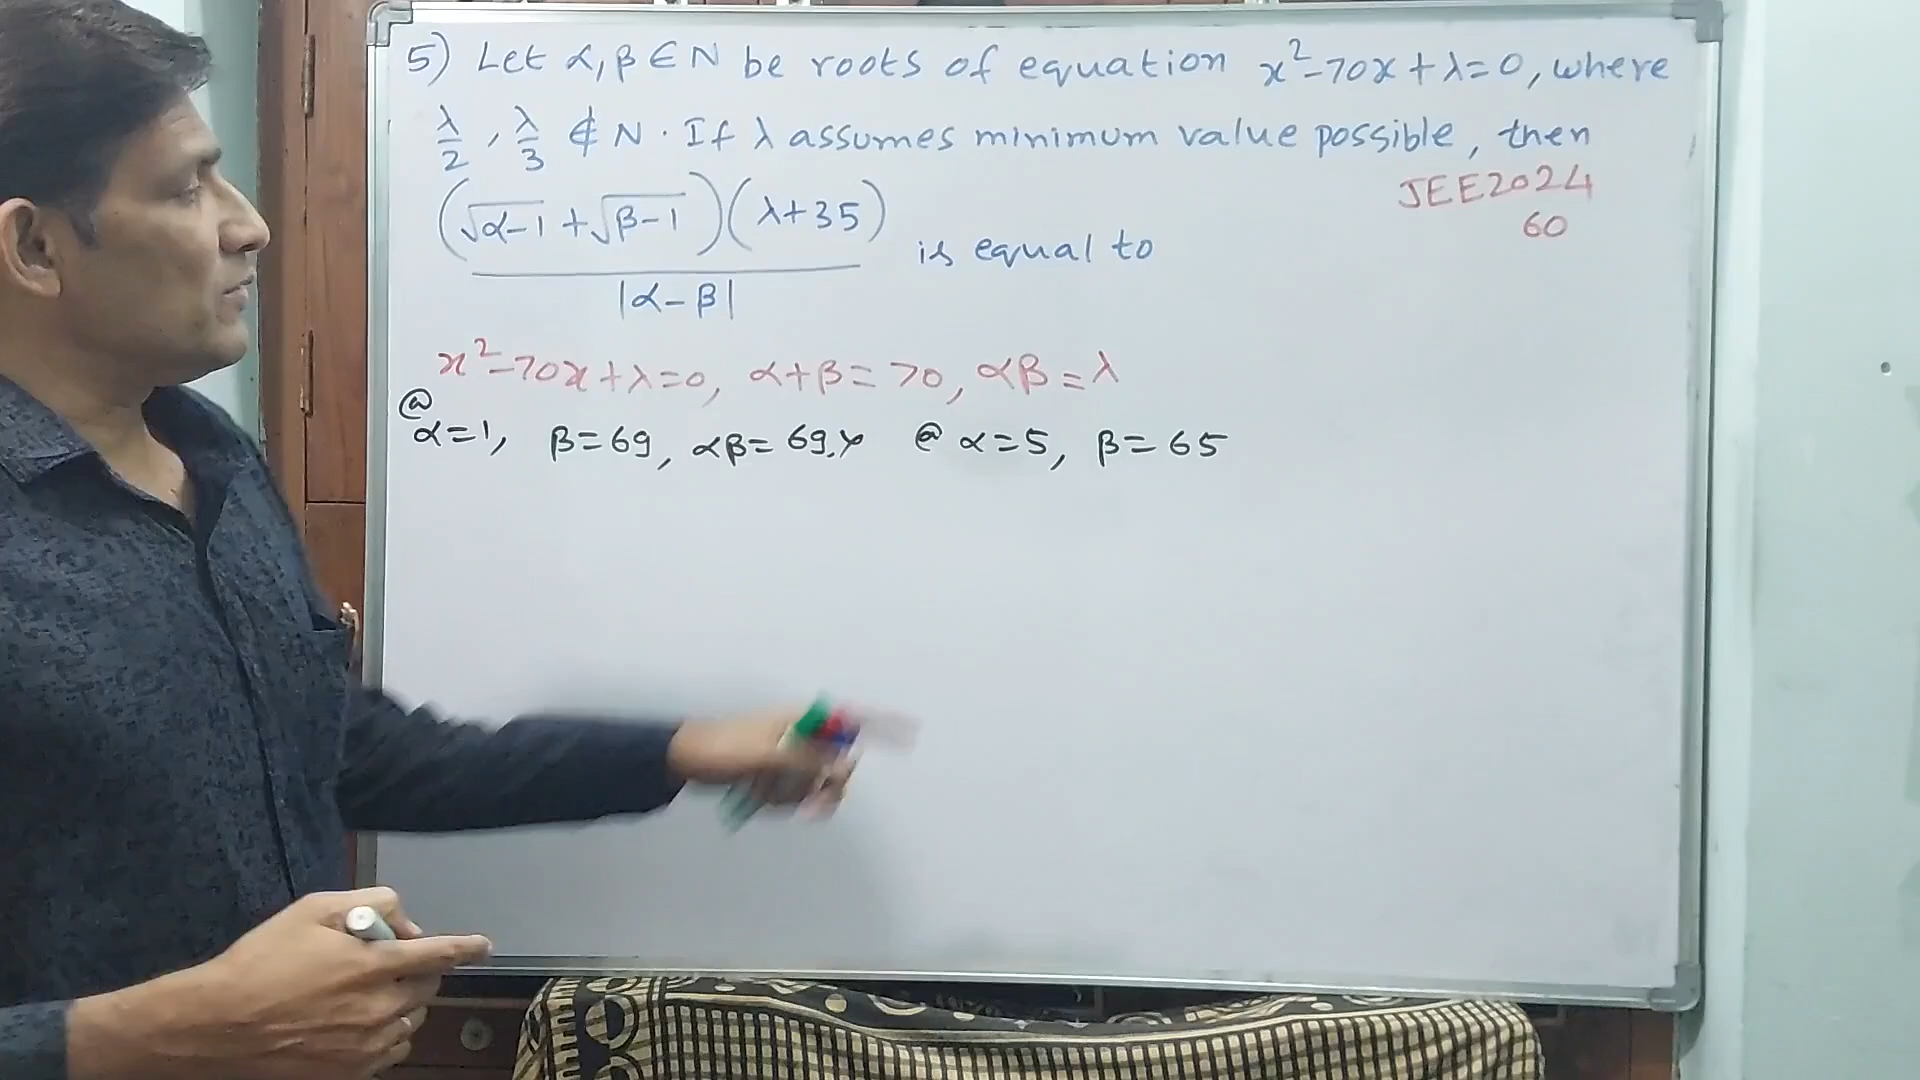 5) Let α, β ∈ N be roots of equation x²-70x+λ=0, where
λ/2, λ/3 ∉ N. If λ assumes minimum value possible, then
JEE2024
60
(√α-1 + √β-1)(λ+35)
is equal to
|α-β|
x²-70x+λ=0, α+β=70, αβ=λ
@
α=1, β=69, αβ=69.× @ α=5, β=65